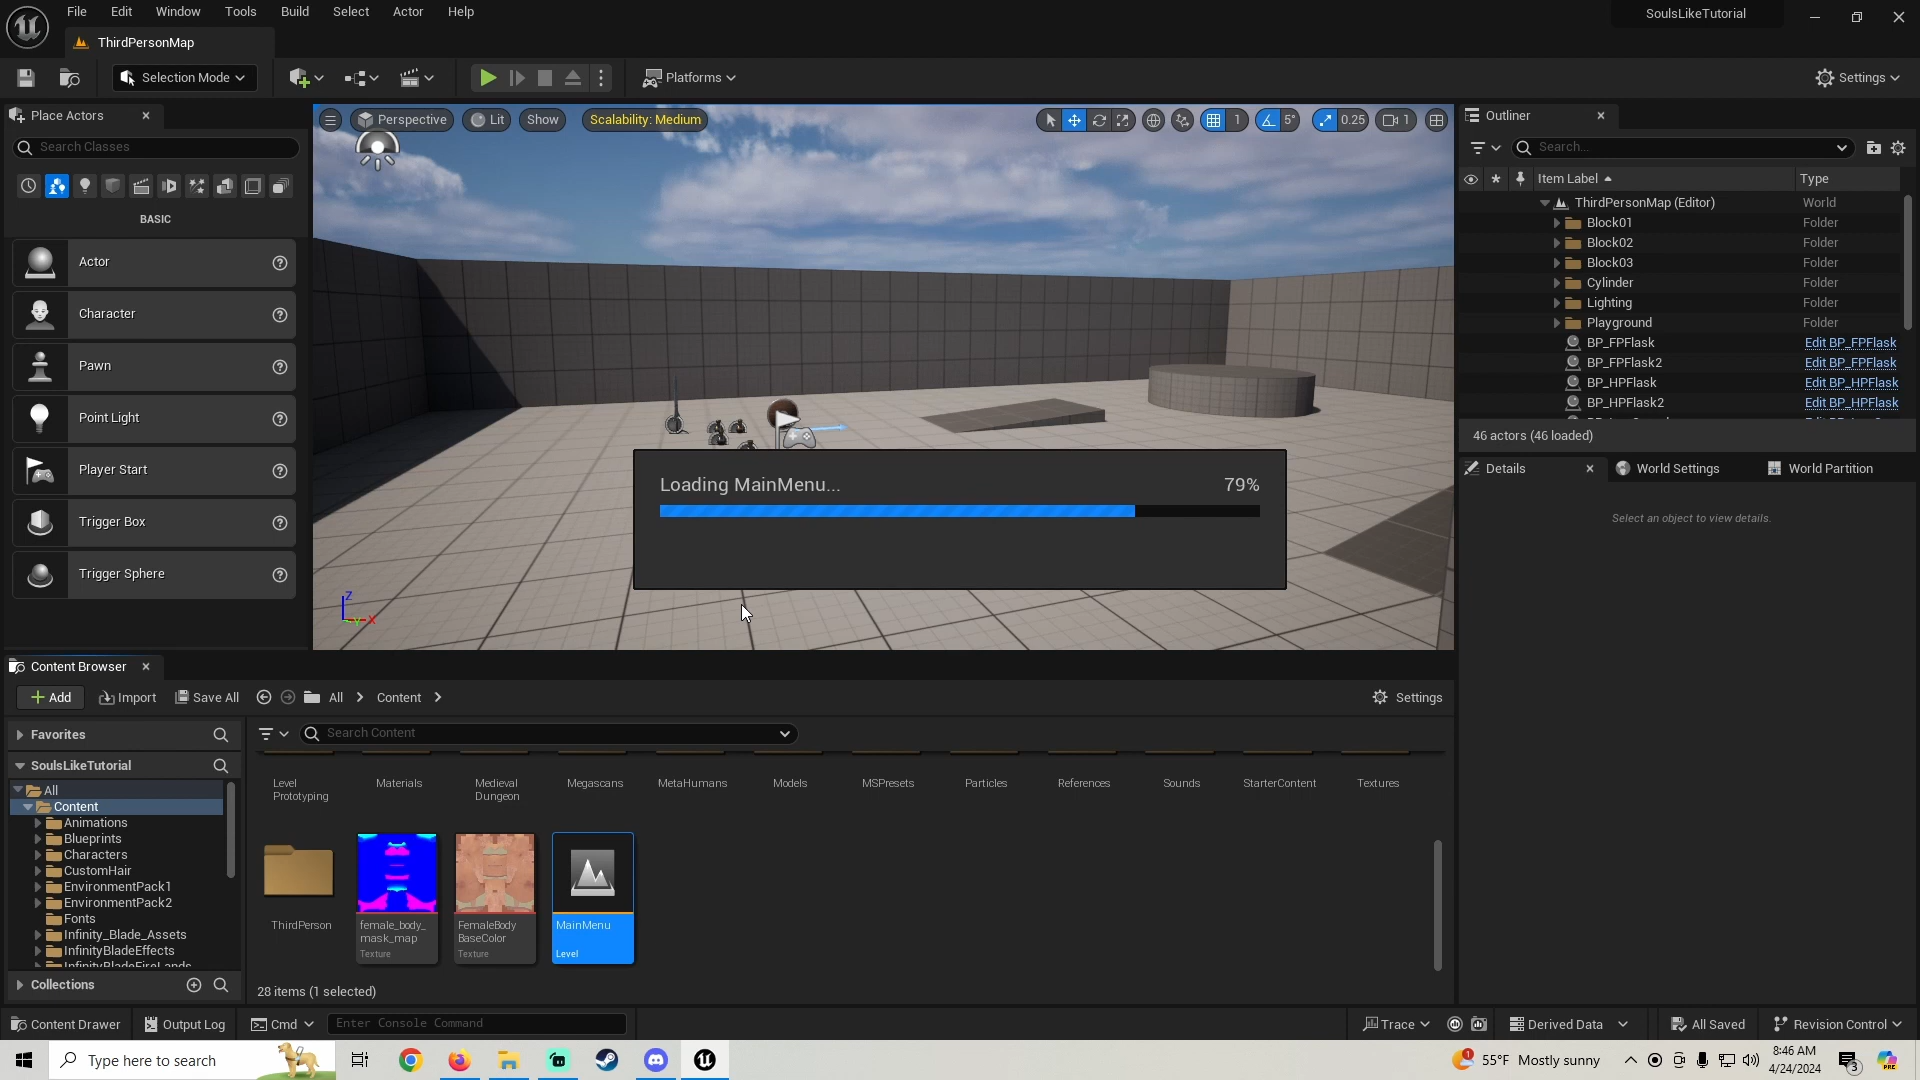 File Edit Window Tools Build Select Actor Help
SoulsLikeTutorial
ThirdPersonMap
Selection Mode
Platforms
Settings
Place Actors
Search Classes
BASIC
Actor
Character
Pawn
Point Light
Player Start
Trigger Box
Trigger Sphere
Perspective Lit Show Scalability: Medium
1 5° 0.25 1
Z
X
Loading MainMenu... 79%
Outliner
Search...
Item Label Type
ThirdPersonMap (Editor) World
Block01 Folder
Block02 Folder
Block03 Folder
Cylinder Folder
Lighting Folder
Playground Folder
BP_FPFlask Edit BP_FPFlask
BP_FPFlask2 Edit BP_FPFlask
BP_HPFlask Edit BP_HPFlask
BP_HPFlask2 Edit BP_HPFlask
46 actors (46 loaded)
Details World Settings World Partition
Select an object to view details.
Content Browser
Add Import Save All All Content Settings
Favorites
Search Content
SoulsLikeTutorial
All
Content
Animations
Blueprints
Characters
CustomHair
EnvironmentPack1
EnvironmentPack2
Fonts
Infinity_Blade_Assets
InfinityBladeEffects
InfinityBladeFireLands
Collections
Level Prototyping
Materials
Medieval Dungeon
Megascans
MetaHumans
Models
MSPresets
Particles
References
Sounds
StarterContent
Textures
ThirdPerson
female_body_
mask_map
Texture
FemaleBody
BaseColor
Texture
MainMenu
Level
28 items (1 selected)
Content Drawer Output Log Cmd Enter Console Command Trace Derived Data All Saved Revision Control
Type here to search
1
55°F Mostly sunny
8:46 AM
4/24/2024
3
PRE